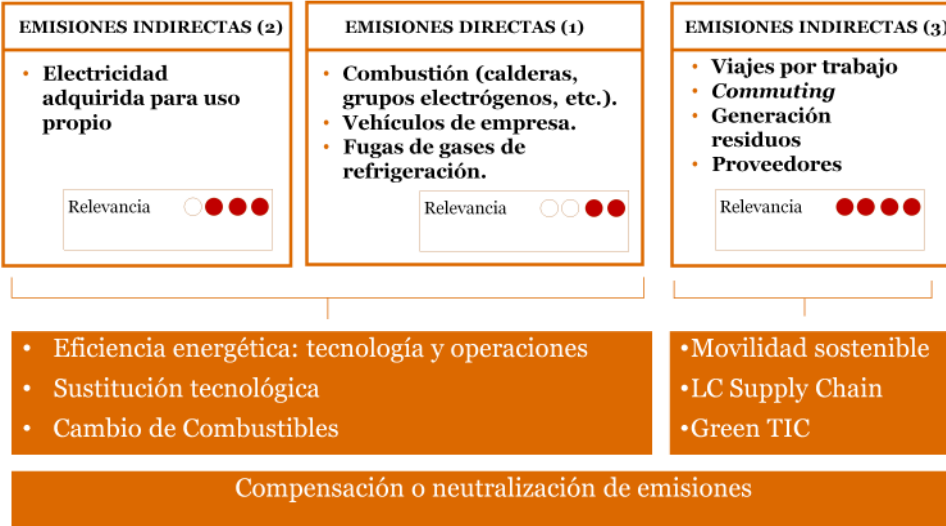 EMISIONES INDIRECTAS (2)
• Electricidad
adquirida para uso
propio
Relevancia
EMISIONES DIRECTAS (1)
• Combustión (calderas,
grupos electrógenos, etc.).
• Vehículos de empresa.
• Fugas de gases de
refrigeración.
Relevancia
EMISIONES INDIRECTAS (3)
• Viajes por trabajo
• Commuting
• Generación
residuos
• Proveedores
Relevancia
• Eficiencia energética: tecnología y operaciones
• Sustitución tecnológica
• Cambio de Combustibles
•Movilidad sostenible
•LC Supply Chain
•Green TIC
Compensación o neutralización de emisiones